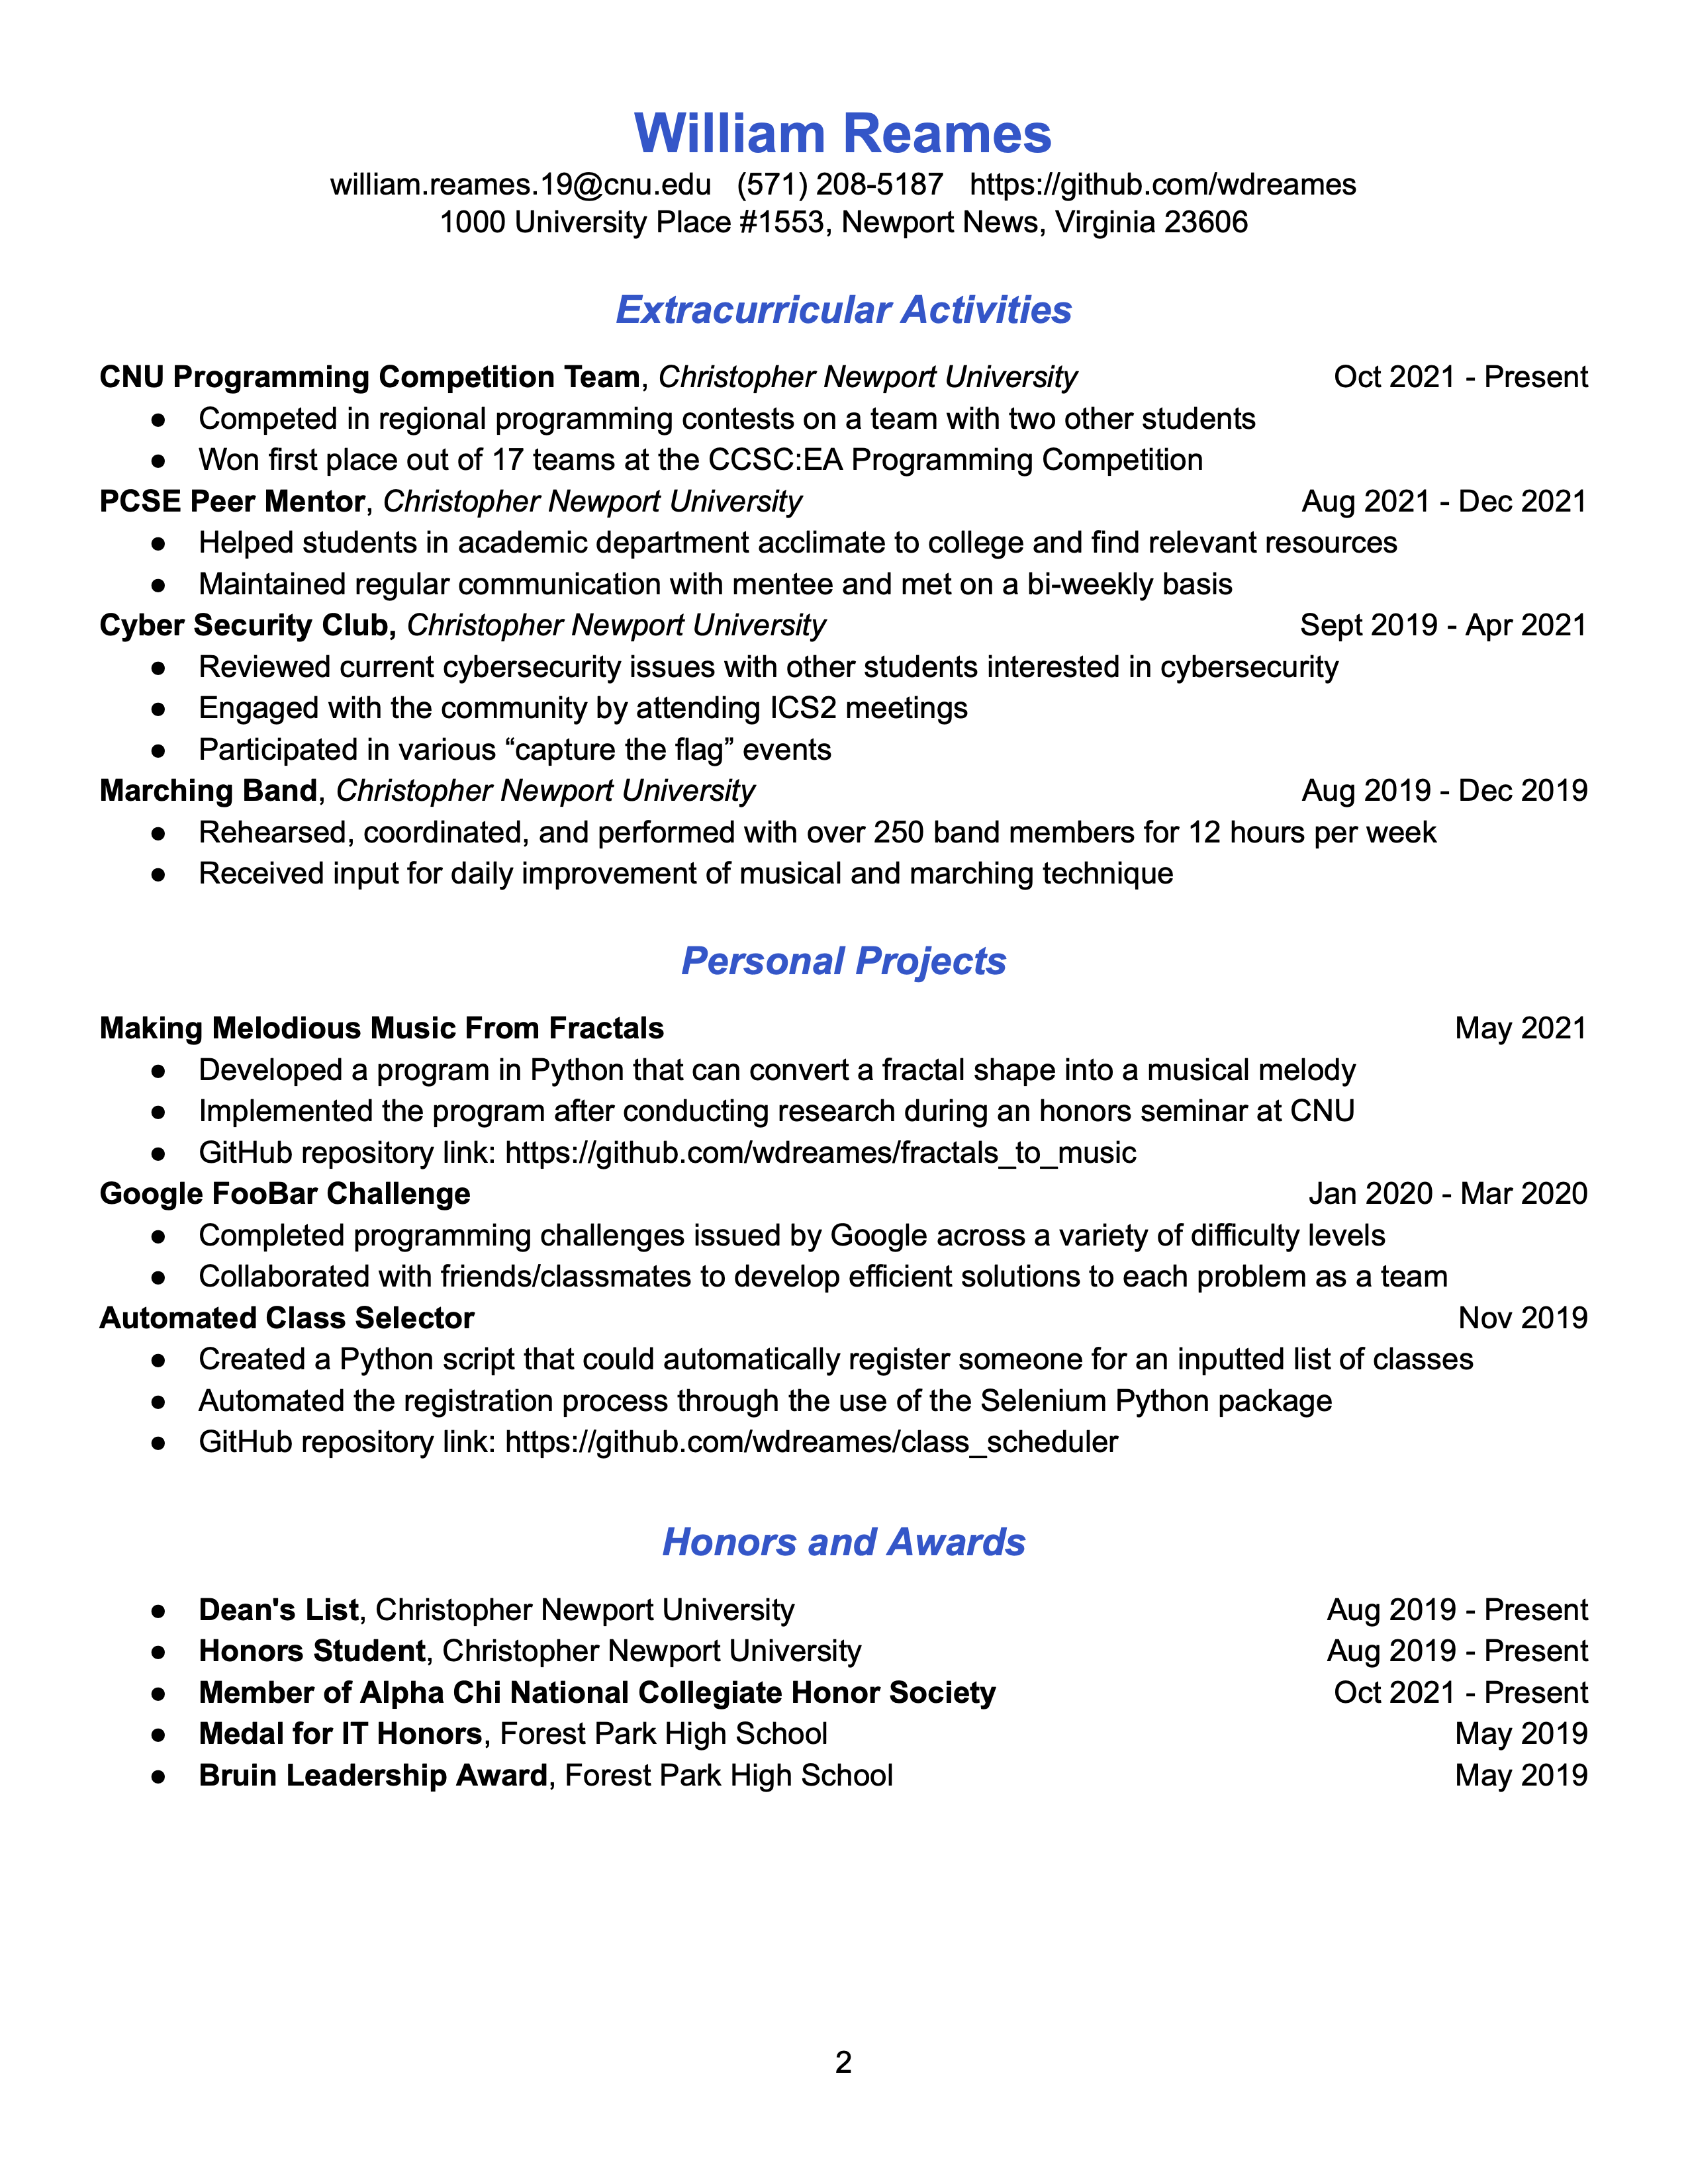 William Reames
william.reames.19@cnu.edu (571) 208-5187 https://github.com/wdreames
1000 University Place #1553, Newport News, Virginia 23606
Extracurricular Activities
CNU Programming Competition Team, Christopher Newport University Oct 2021 - Present
● Competed in regional programming contests on a team with two other students
● Won first place out of 17 teams at the CCSC:EA Programming Competition
PCSE Peer Mentor, Christopher Newport University Aug 2021 - Dec 2021
● Helped students in academic department acclimate to college and find relevant resources
● Maintained regular communication with mentee and met on a bi-weekly basis
Cyber Security Club, Christopher Newport University Sept 2019 - Apr 2021
● Reviewed current cybersecurity issues with other students interested in cybersecurity
● Engaged with the community by attending ICS2 meetings
● Participated in various “capture the flag” events
Marching Band, Christopher Newport University Aug 2019 - Dec 2019
● Rehearsed, coordinated, and performed with over 250 band members for 12 hours per week
● Received input for daily improvement of musical and marching technique
Personal Projects
Making Melodious Music From Fractals May 2021
● Developed a program in Python that can convert a fractal shape into a musical melody
● Implemented the program after conducting research during an honors seminar at CNU
● GitHub repository link: https://github.com/wdreames/fractals_to_music
Google FooBar Challenge Jan 2020 - Mar 2020
● Completed programming challenges issued by Google across a variety of difficulty levels
● Collaborated with friends/classmates to develop efficient solutions to each problem as a team
Automated Class Selector Nov 2019
● Created a Python script that could automatically register someone for an inputted list of classes
● Automated the registration process through the use of the Selenium Python package
● GitHub repository link: https://github.com/wdreames/class_scheduler
Honors and Awards
● Dean's List, Christopher Newport University Aug 2019 - Present
● Honors Student, Christopher Newport University Aug 2019 - Present
● Member of Alpha Chi National Collegiate Honor Society Oct 2021 - Present
● Medal for IT Honors, Forest Park High School May 2019
● Bruin Leadership Award, Forest Park High School May 2019
2